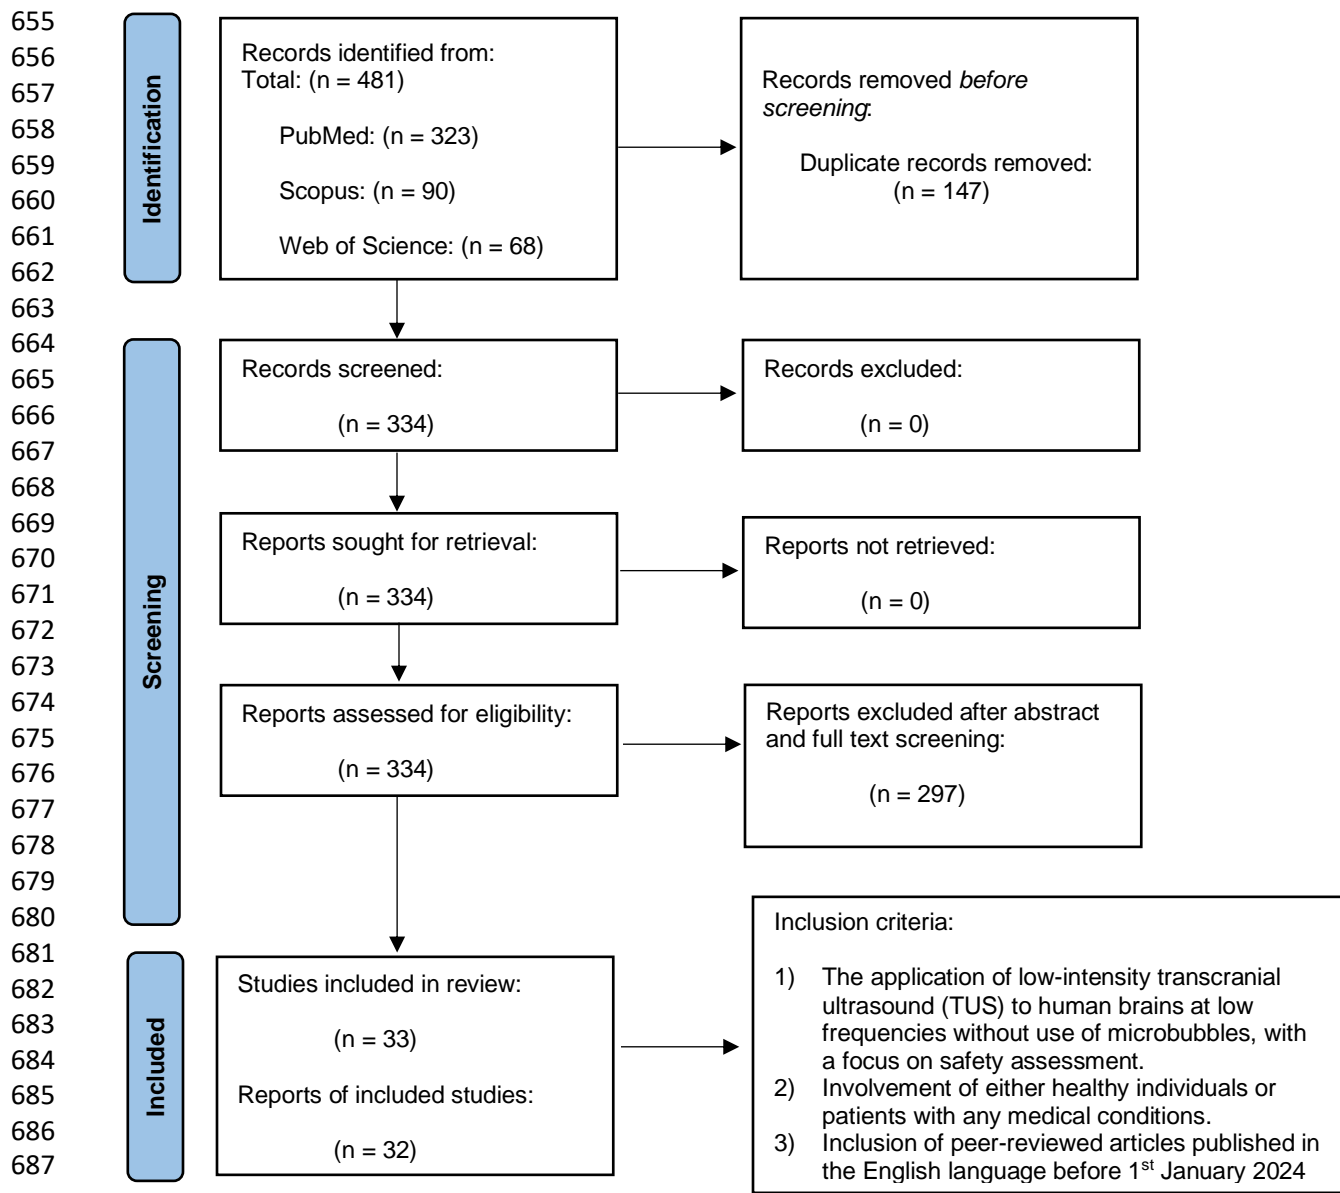 655
656
657
658
659
660
661
662
663
664
665
666
667
668
669
670
671
672
673
674
675
676
677
678
679
680
681
682
683
684
685
686
687
Identification
Records identified from:
Total: (n = 481)
PubMed: (n = 323)
Scopus: (n = 90)
Web of Science: (n = 68)
Records removed before
screening:
Duplicate records removed:
(n = 147)
Screening
Records screened:
(n = 334)
Records excluded:
(n = 0)
Reports sought for retrieval:
(n = 334)
Reports not retrieved:
(n = 0)
Reports assessed for eligibility:
(n = 334)
Reports excluded after abstract
and full text screening:
(n = 297)
Included
Studies included in review:
(n = 33)
Reports of included studies:
(n = 32)
Inclusion criteria:
1) The application of low-intensity transcranial
ultrasound (TUS) to human brains at low
frequencies without use of microbubbles, with
a focus on safety assessment.
2) Involvement of either healthy individuals or
patients with any medical conditions.
3) Inclusion of peer-reviewed articles published in
the English language before 1st January 2024